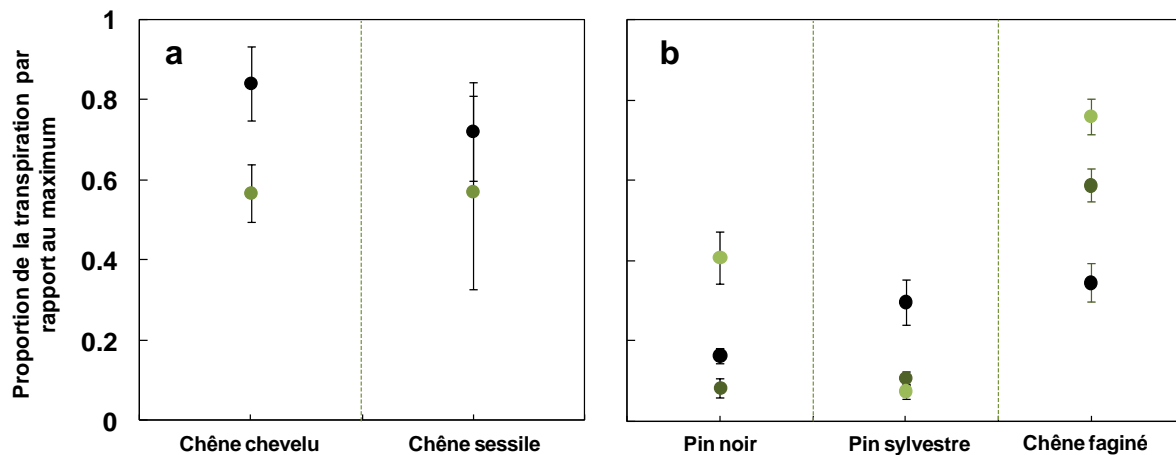 Proportion de la transpiration par
rapport au maximum
1
0.8
0.6
0.4
0.2
0
a
b
Chêne chevelu
Chêne sessile
Pin noir
Pin sylvestre
Chêne faginé